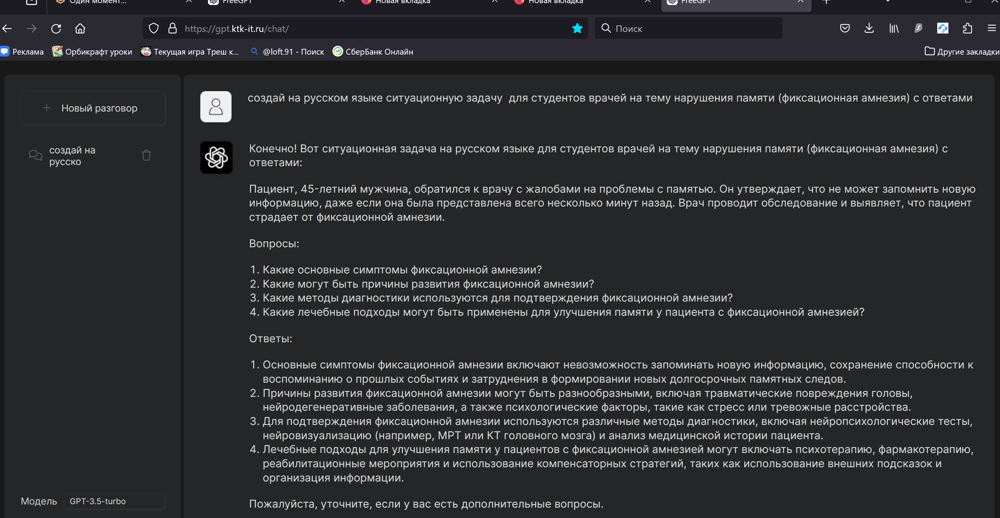 Один момент...
FreeGPT
Новая вкладка
Новая вкладка
FreeGPT
https://gpt.ktk-it.ru/chat/
Поиск
Реклама
Орбикрафт уроки
Текущая игра Треш к...
@loft.91 - Поиск
СберБанк Онлайн
Другие закладки
Новый разговор
создай на
русско
Модель
GPT-3.5-turbo
создай на русском языке ситуационную задачу для студентов врачей на тему нарушения памяти (фиксационная амнезия) с ответами
Конечно! Вот ситуационная задача на русском языке для студентов врачей на тему нарушения памяти (фиксационная амнезия) с
ответами:
Пациент, 45-летний мужчина, обратился к врачу с жалобами на проблемы с памятью. Он утверждает, что не может запомнить новую
информацию, даже если она была представлена всего несколько минут назад. Врач проводит обследование и выявляет, что пациент
страдает от фиксационной амнезии.
Вопросы:
1. Какие основные симптомы фиксационной амнезии?
2. Какие могут быть причины развития фиксационной амнезии?
3. Какие методы диагностики используются для подтверждения фиксационной амнезии?
4. Какие лечебные подходы могут быть применены для улучшения памяти у пациента с фиксационной амнезией?
Ответы:
1. Основные симптомы фиксационной амнезии включают невозможность запоминать новую информацию, сохранение способности к
воспоминанию о прошлых событиях и затруднения в формировании новых долгосрочных памятных следов.
2. Причины развития фиксационной амнезии могут быть разнообразными, включая травматические повреждения головы,
нейродегенеративные заболевания, а также психологические факторы, такие как стресс или тревожные расстройства.
3. Для подтверждения фиксационной амнезии используются различные методы диагностики, включая нейропсихологические тесты,
нейровизуализацию (например, МРТ или КТ головного мозга) и анализ медицинской истории пациента.
4. Лечебные подходы для улучшения памяти у пациентов с фиксационной амнезией могут включать психотерапию, фармакотерапию,
реабилитационные мероприятия и использование компенсаторных стратегий, таких как использование внешних подсказок и
организация информации.
Пожалуйста, уточните, если у вас есть дополнительные вопросы.